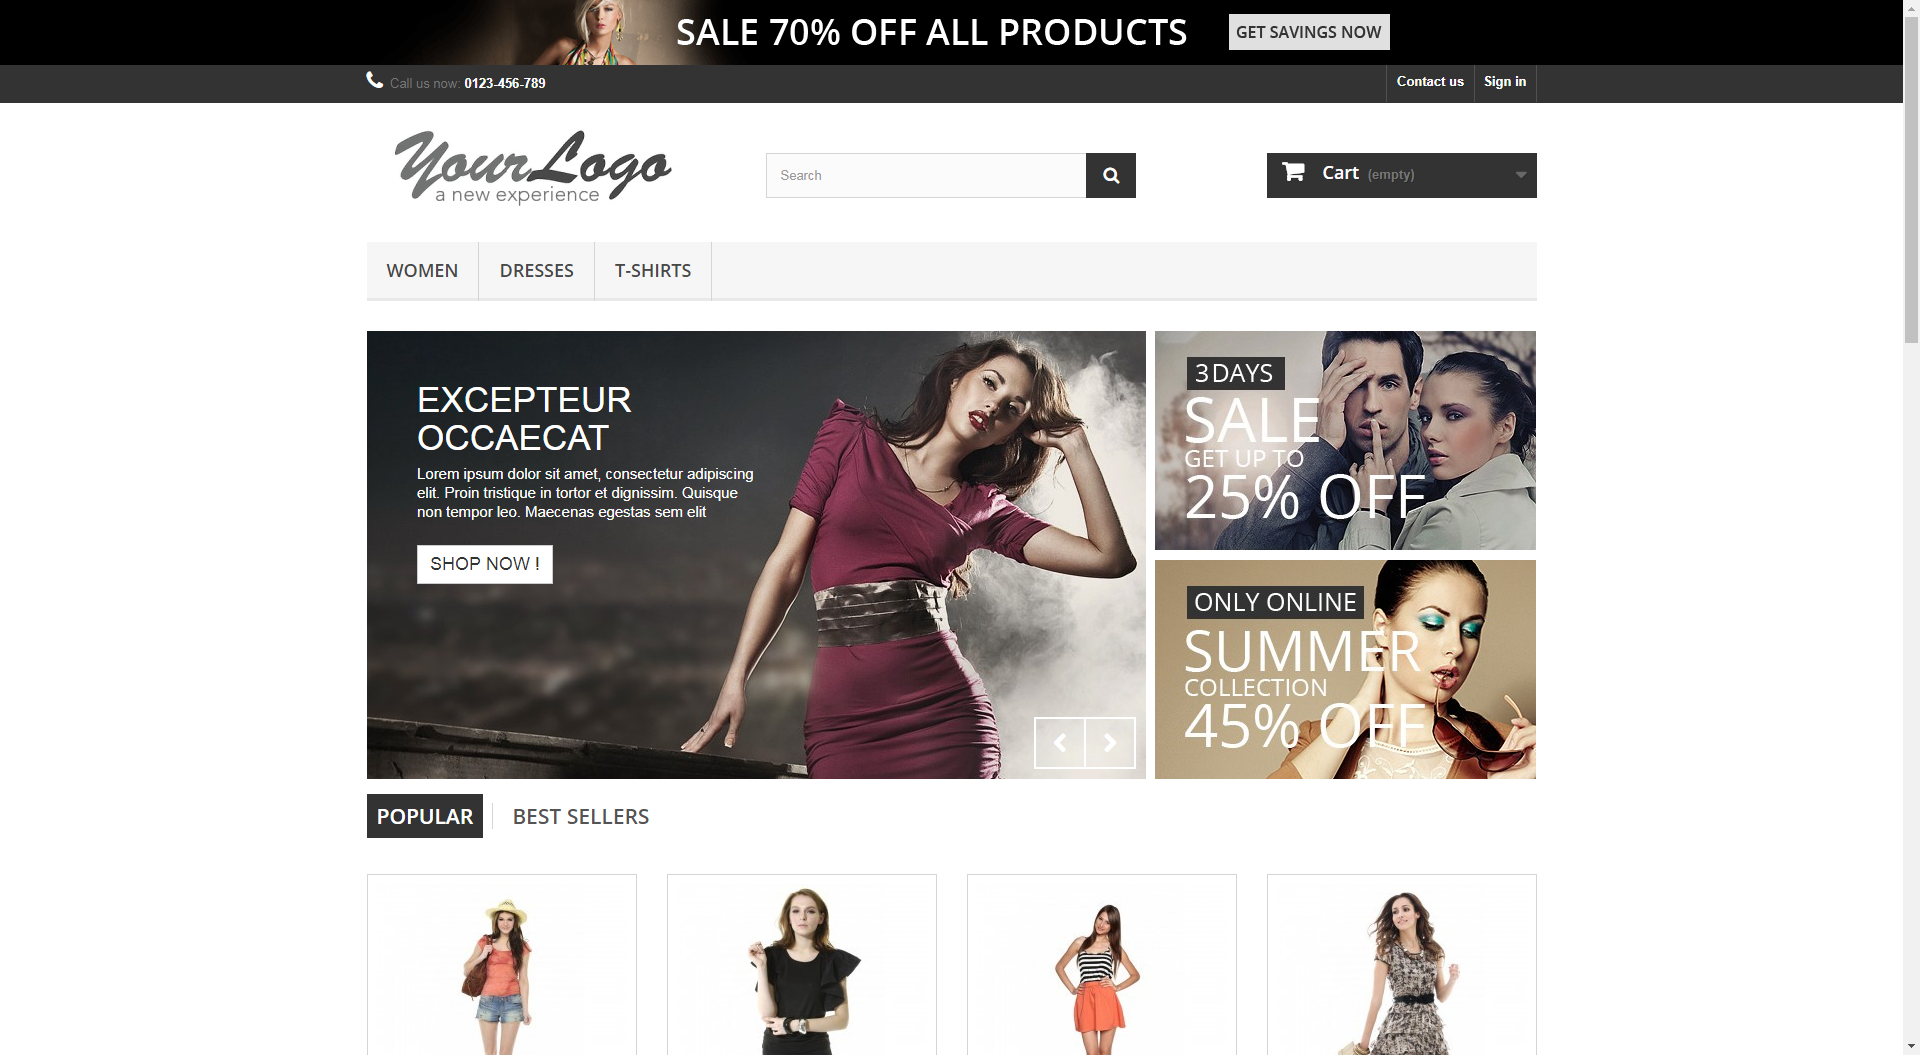 SALE 70% OFF ALL PRODUCTS
GET SAVINGS NOW
Call us now: 0123-456-789
Contact us
Sign in
YourLogo
a new experience
Search
Cart (empty)
WOMEN
DRESSES
T-SHIRTS
EXCEPTEUR
OCCAECAT
Lorem ipsum dolor sit amet, consectetur adipiscing
elit. Proin tristique in tortor et dignissim. Quisque
non tempor leo. Maecenas egestas sem elit
SHOP NOW !
3DAYS
SALE
GET UP TO
25% OFF
ONLY ONLINE
SUMMER
COLLECTION
45% OFF
POPULAR
BEST SELLERS